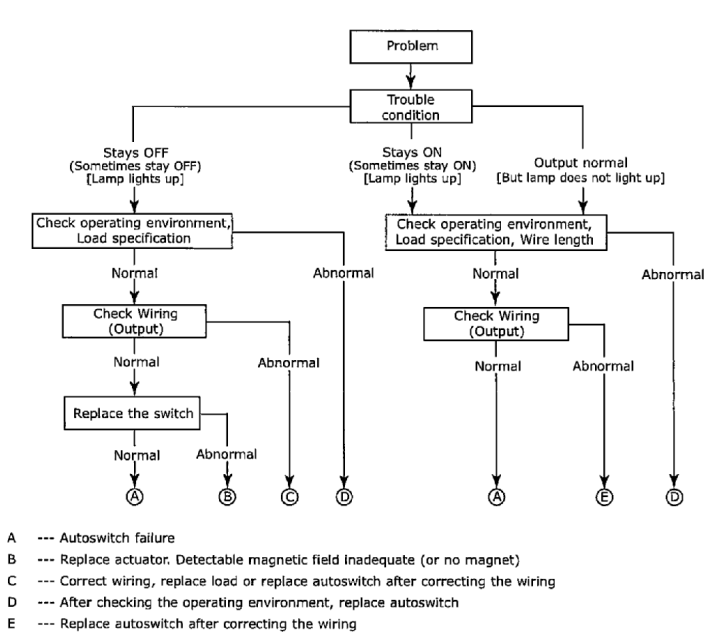 Problem
Trouble
condition
Stays OFF
(Sometimes stay OFF)
[Lamp lights up]
Stays ON
(Sometimes stay ON)
[Lamp lights up]
Output normal
[But lamp does not light up]
Check operating environment,
Load specification
Check operating environment,
Load specification, Wire length
Normal
Abnormal
Normal
Abnormal
Check Wiring
(Output)
Check Wiring
(Output)
Normal
Abnormal
Normal
Abnormal
Replace the switch
Normal
Abnormal
A
B
C
D
A
E
D
A --- Autoswitch failure
B --- Replace actuator. Detectable magnetic field inadequate (or no magnet)
C --- Correct wiring, replace load or replace autoswitch after correcting the wiring
D --- After checking the operating environment, replace autoswitch
E --- Replace autoswitch after correcting the wiring